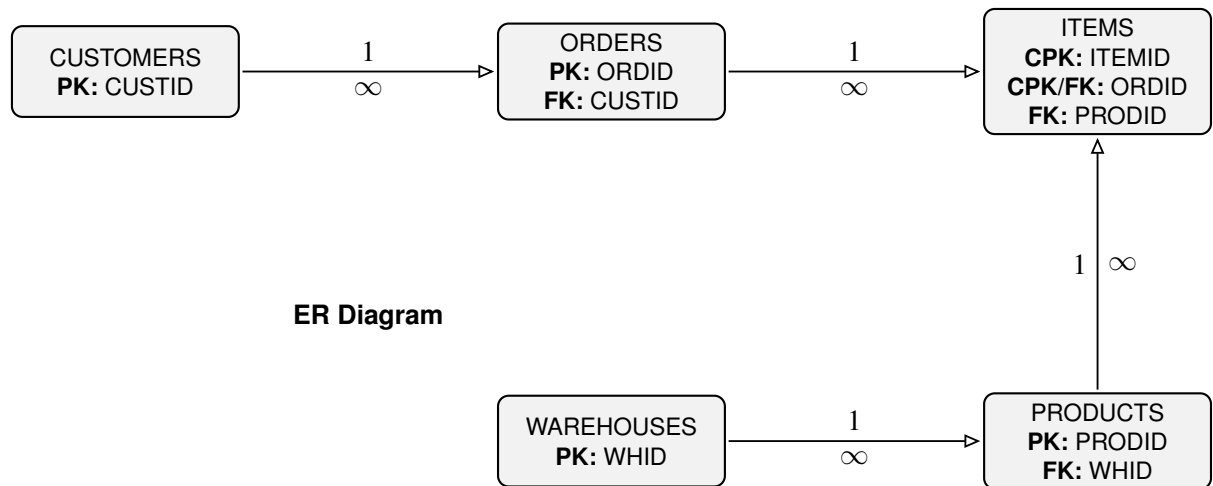 CUSTOMERS
PK: CUSTID
1
∞
ORDERS
PK: ORDID
FK: CUSTID
1
∞
ITEMS
CPK: ITEMID
CPK/FK: ORDID
FK: PRODID
1 ∞
ER Diagram
WAREHOUSES
PK: WHID
1
∞
PRODUCTS
PK: PRODID
FK: WHID